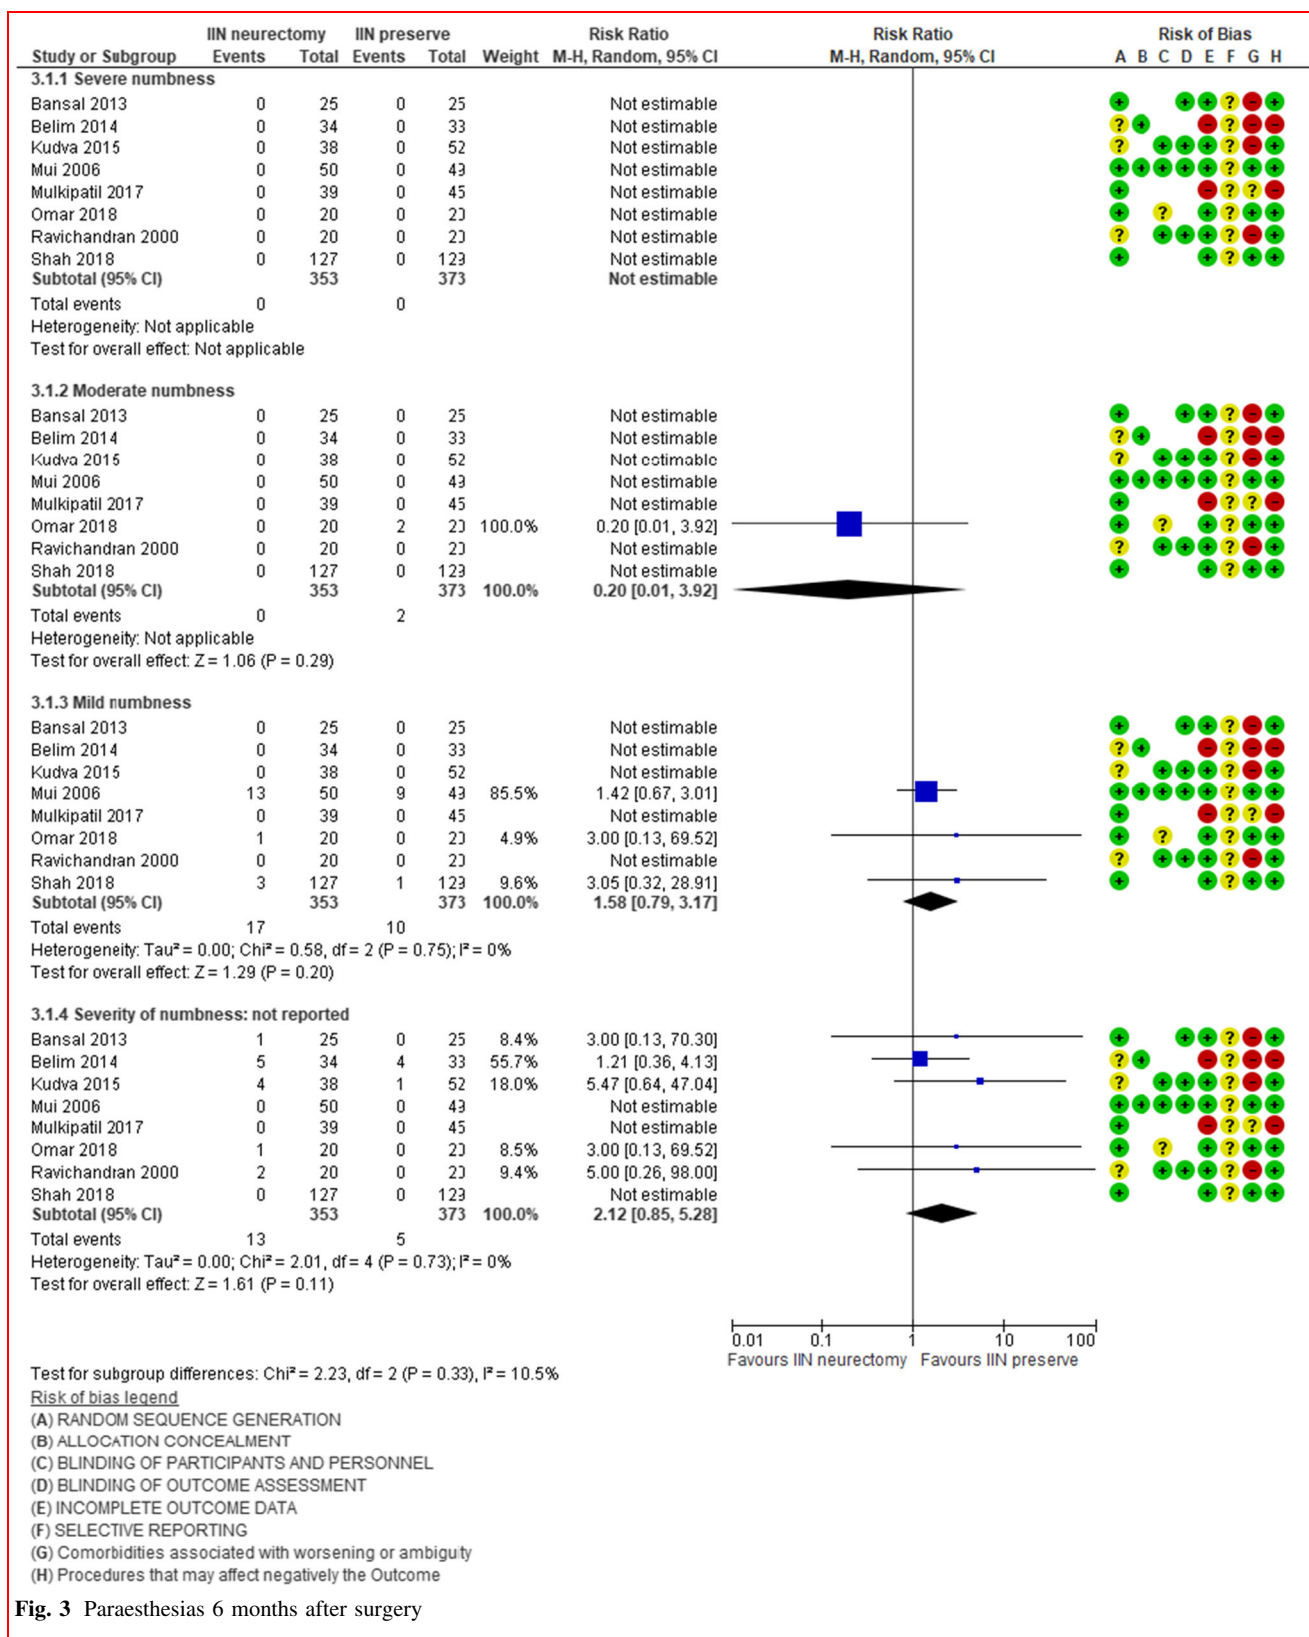 IIN neurectomy IIN preserve Risk Ratio Risk Ratio Risk of Bias
Study or Subgroup Events Total Events Total Weight M-H, Random, 95% CI M-H, Random, 95% CI A B C D E F G H
3.1.1 Severe numbness
Bansal 2013 0 25 0 25 Not estimable + + + ? - +
Belim 2014 0 34 0 33 Not estimable ? + - ? - -
Kudva 2015 0 38 0 52 Not estimable ? + + + ? - +
Mui 2006 0 50 0 49 Not estimable + + + + + ? + +
Mulkipatil 2017 0 39 0 45 Not estimable + - ? ? -
Omar 2018 0 20 0 20 Not estimable + ? + ? + +
Ravichandran 2000 0 20 0 20 Not estimable ? + + + ? - +
Shah 2018 0 127 0 129 Not estimable + + ? + +
Subtotal (95% CI) 353 373 Not estimable
Total events 0 0
Heterogeneity: Not applicable
Test for overall effect: Not applicable
3.1.2 Moderate numbness
Bansal 2013 0 25 0 25 Not estimable + + + ? - +
Belim 2014 0 34 0 33 Not estimable ? + - ? - -
Kudva 2015 0 38 0 52 Not estimable ? + + + ? - +
Mui 2006 0 50 0 49 Not estimable + + + + + ? + +
Mulkipatil 2017 0 39 0 45 Not estimable + - ? ? -
Omar 2018 0 20 2 20 100.0% 0.20 [0.01, 3.92] + ? + ? + +
Ravichandran 2000 0 20 0 20 Not estimable ? + + + ? - +
Shah 2018 0 127 0 129 Not estimable + + ? + +
Subtotal (95% CI) 353 373 100.0% 0.20 [0.01, 3.92]
Total events 0 2
Heterogeneity: Not applicable
Test for overall effect: Z = 1.06 (P = 0.29)
3.1.3 Mild numbness
Bansal 2013 0 25 0 25 Not estimable + + + ? - +
Belim 2014 0 34 0 33 Not estimable ? + - ? - -
Kudva 2015 0 38 0 52 Not estimable ? + + + ? - +
Mui 2006 13 50 9 49 85.5% 1.42 [0.67, 3.01] + + + + + ? + +
Mulkipatil 2017 0 39 0 45 Not estimable + - ? ? -
Omar 2018 1 20 0 20 4.9% 3.00 [0.13, 69.52] + ? + ? + +
Ravichandran 2000 0 20 0 20 Not estimable ? + + + ? - +
Shah 2018 3 127 1 129 9.6% 3.05 [0.32, 28.91] + + ? + +
Subtotal (95% CI) 353 373 100.0% 1.58 [0.79, 3.17]
Total events 17 10
Heterogeneity: Tau² = 0.00; Chi² = 0.58, df = 2 (P = 0.75); I² = 0%
Test for overall effect: Z = 1.29 (P = 0.20)
3.1.4 Severity of numbness: not reported
Bansal 2013 1 25 0 25 8.4% 3.00 [0.13, 70.30] + + + ? - +
Belim 2014 5 34 4 33 55.7% 1.21 [0.36, 4.13] ? + - ? - -
Kudva 2015 4 38 1 52 18.0% 5.47 [0.64, 47.04] ? + + + ? - +
Mui 2006 0 50 0 49 Not estimable + + + + + ? + +
Mulkipatil 2017 0 39 0 45 Not estimable + - ? ? -
Omar 2018 1 20 0 20 8.5% 3.00 [0.13, 69.52] + ? + ? + +
Ravichandran 2000 2 20 0 20 9.4% 5.00 [0.26, 98.00] ? + + + ? - +
Shah 2018 0 127 0 129 Not estimable + + ? + +
Subtotal (95% CI) 353 373 100.0% 2.12 [0.85, 5.28]
Total events 13 5
Heterogeneity: Tau² = 0.00; Chi² = 2.01, df = 4 (P = 0.73); I² = 0%
Test for overall effect: Z = 1.61 (P = 0.11)
0.01 0.1 1 10 100
Favours IIN neurectomy Favours IIN preserve
Test for subgroup differences: Chi² = 2.23, df = 2 (P = 0.33), I² = 10.5%
Risk of bias legend
(A) RANDOM SEQUENCE GENERATION
(B) ALLOCATION CONCEALMENT
(C) BLINDING OF PARTICIPANTS AND PERSONNEL
(D) BLINDING OF OUTCOME ASSESSMENT
(E) INCOMPLETE OUTCOME DATA
(F) SELECTIVE REPORTING
(G) Comorbidities associated with worsening or ambiguity
(H) Procedures that may affect negatively the Outcome
Fig. 3 Paraesthesias 6 months after surgery